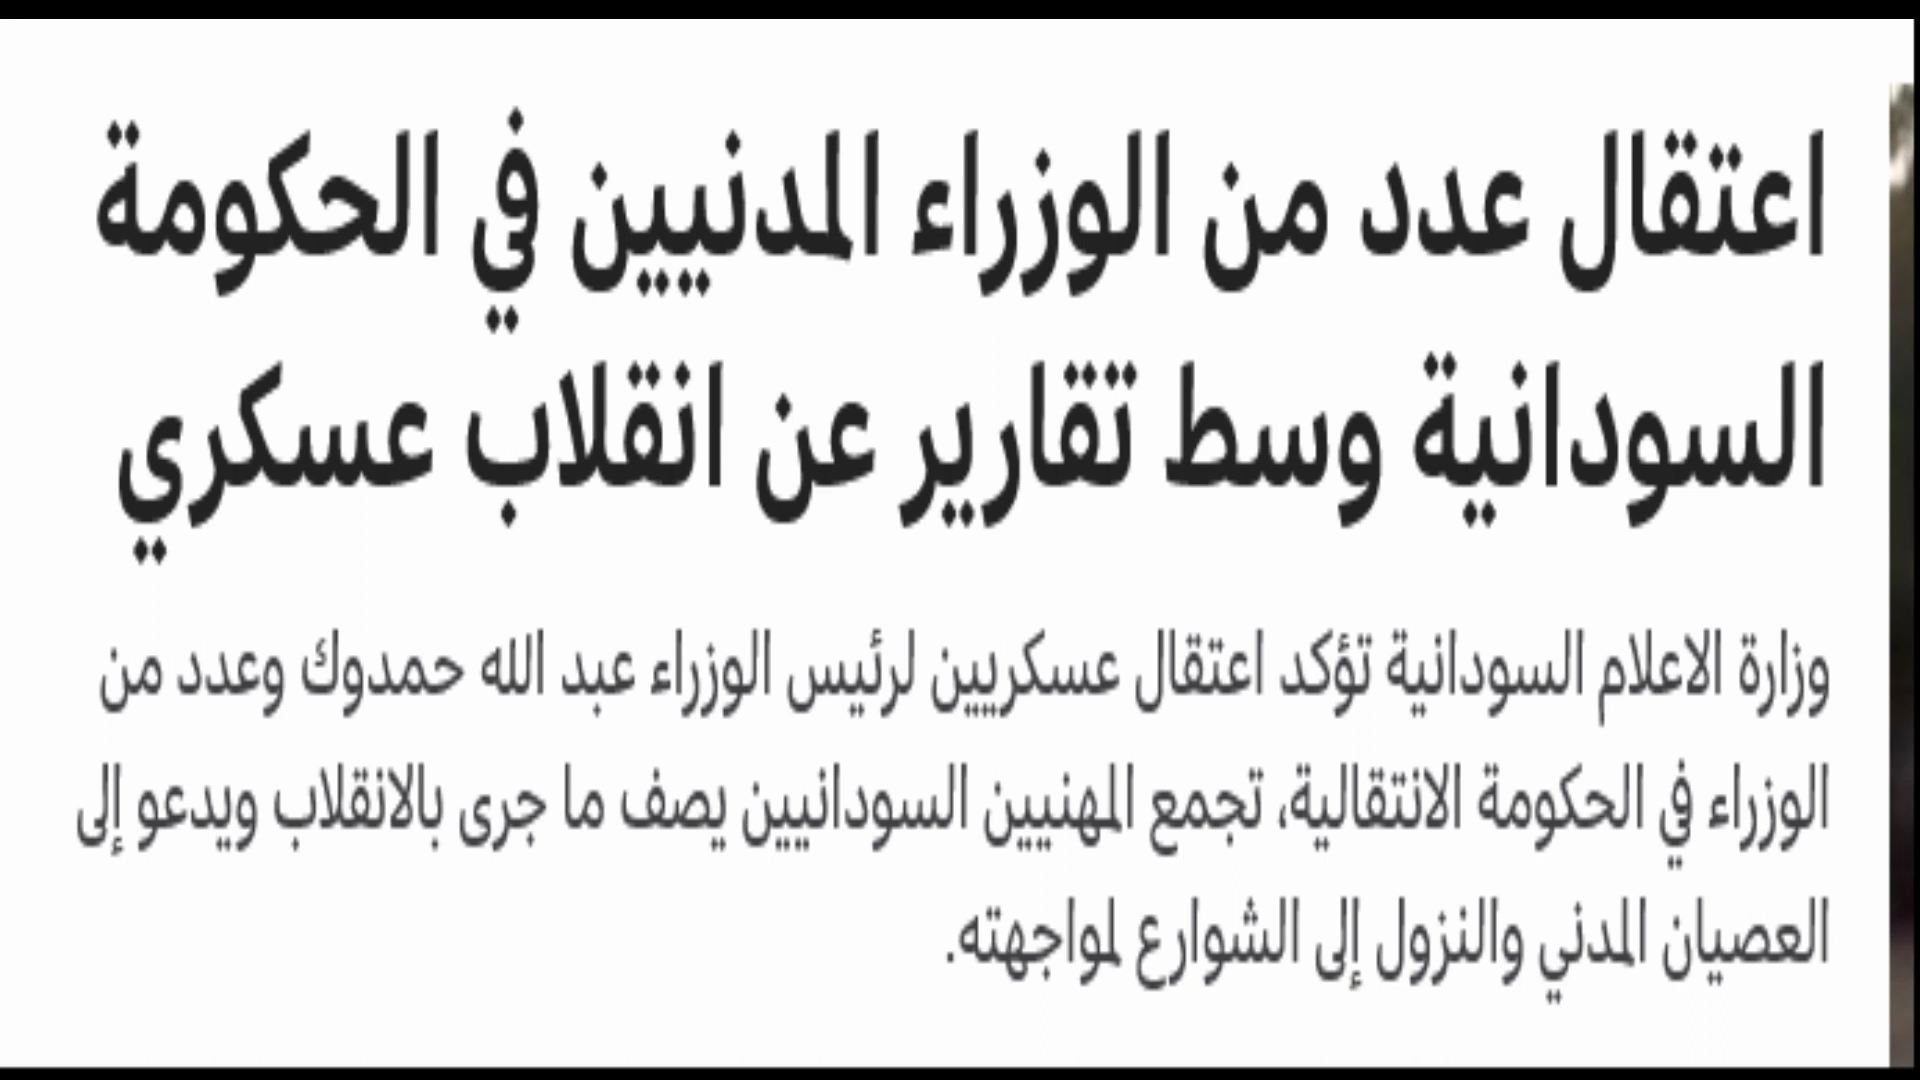 اعتقال عدد من الوزراء المدنيين في الحكومة
السودانية وسط تقارير عن انقلاب عسكري
وزارة الاعلام السودانية تؤكد اعتقال عسكريين لرئيس الوزراء عبد الله حمدوك وعدد من
الوزراء في الحكومة الانتقالية، تجمع المهنيين السودانيين يصف ما جرى بالانقلاب ويدعو إلى
العصيان المدني والنزول إلى الشوارع لمواجهته.